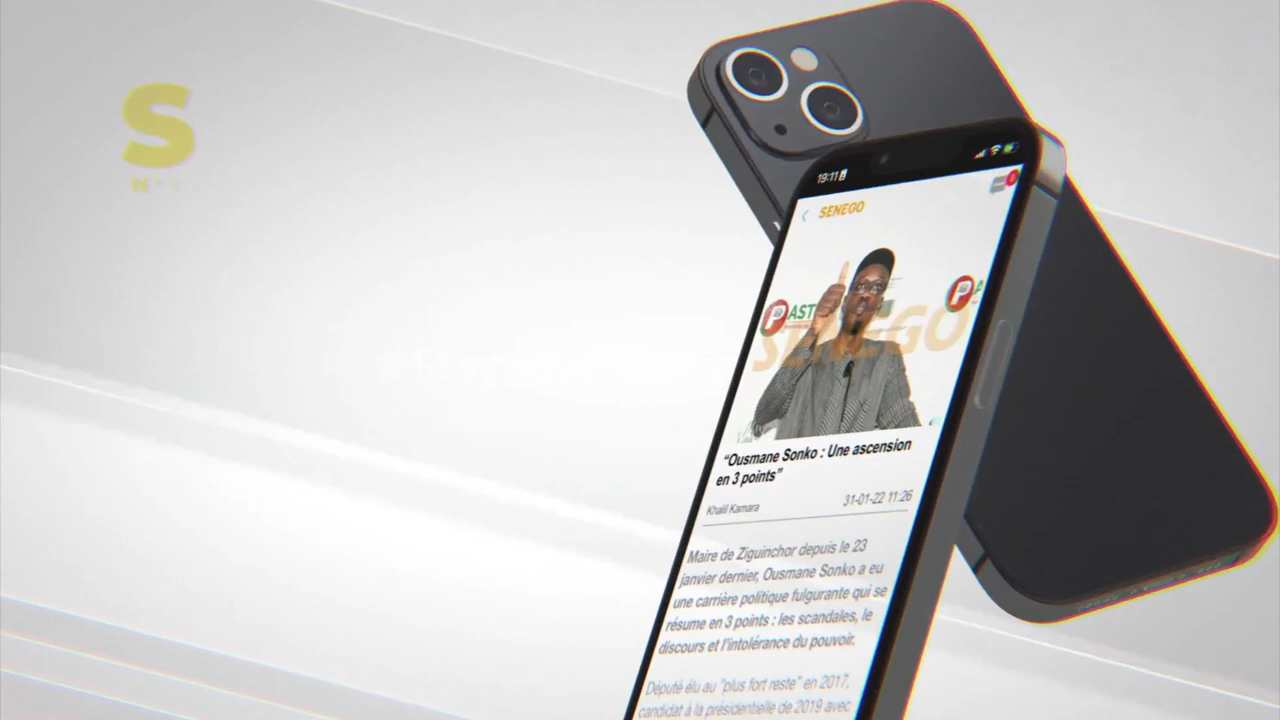 S
19:11
SENEGO
PAST
SENEGO
"Ousmane Sonko : Une ascension
en 3 points"
Khalil Kamara
31-01-22 11:26
Maire de Ziguinchor depuis le 23
janvier dernier, Ousmane Sonko a eu
une carrière politique fulgurante qui se
résume en 3 points : les scandales, le
discours et l'intolérance du pouvoir.
Député élu au "plus fort reste" en 2017,
candidat à la présidentielle de 2019 avec